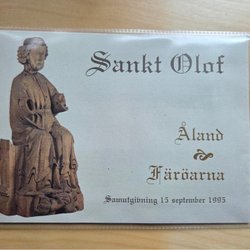 Sankt Olof
Åland
&
Färöarna
Samutgivning 15 september 1995